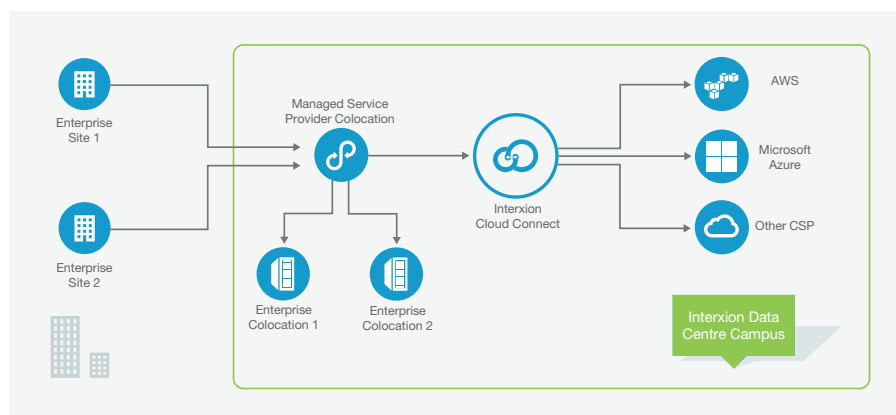 Enterprise
Site 1
Managed Service
Provider Colocation
AWS
Microsoft
Azure
Interxion
Cloud Connect
Enterprise
Site 2
Other CSP
Enterprise
Colocation 1
Enterprise
Colocation 2
Interxion Data
Centre Campus